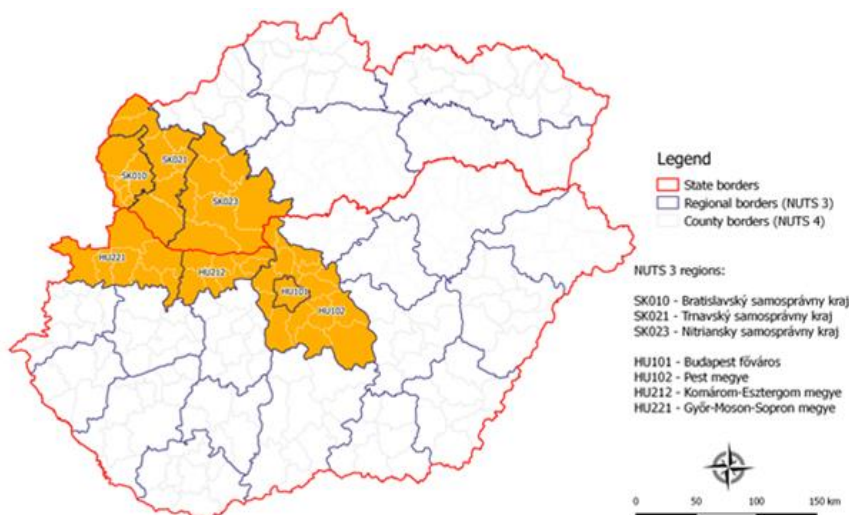 SK021
SK010
SK023
HU221
HU212
HU101
HU102
Legend
State borders
Regional borders (NUTS 3)
County borders (NUTS 4)
NUTS 3 regions:
SK010 - Bratislavský samosprávny kraj
SK021 - Trnavský samosprávny kraj
SK023 - Nitriansky samosprávny kraj
HU101 - Budapest főváros
HU102 - Pest megye
HU212 - Komárom-Esztergom megye
HU221 - Győr-Moson-Sopron megye
0 50 100 150 km